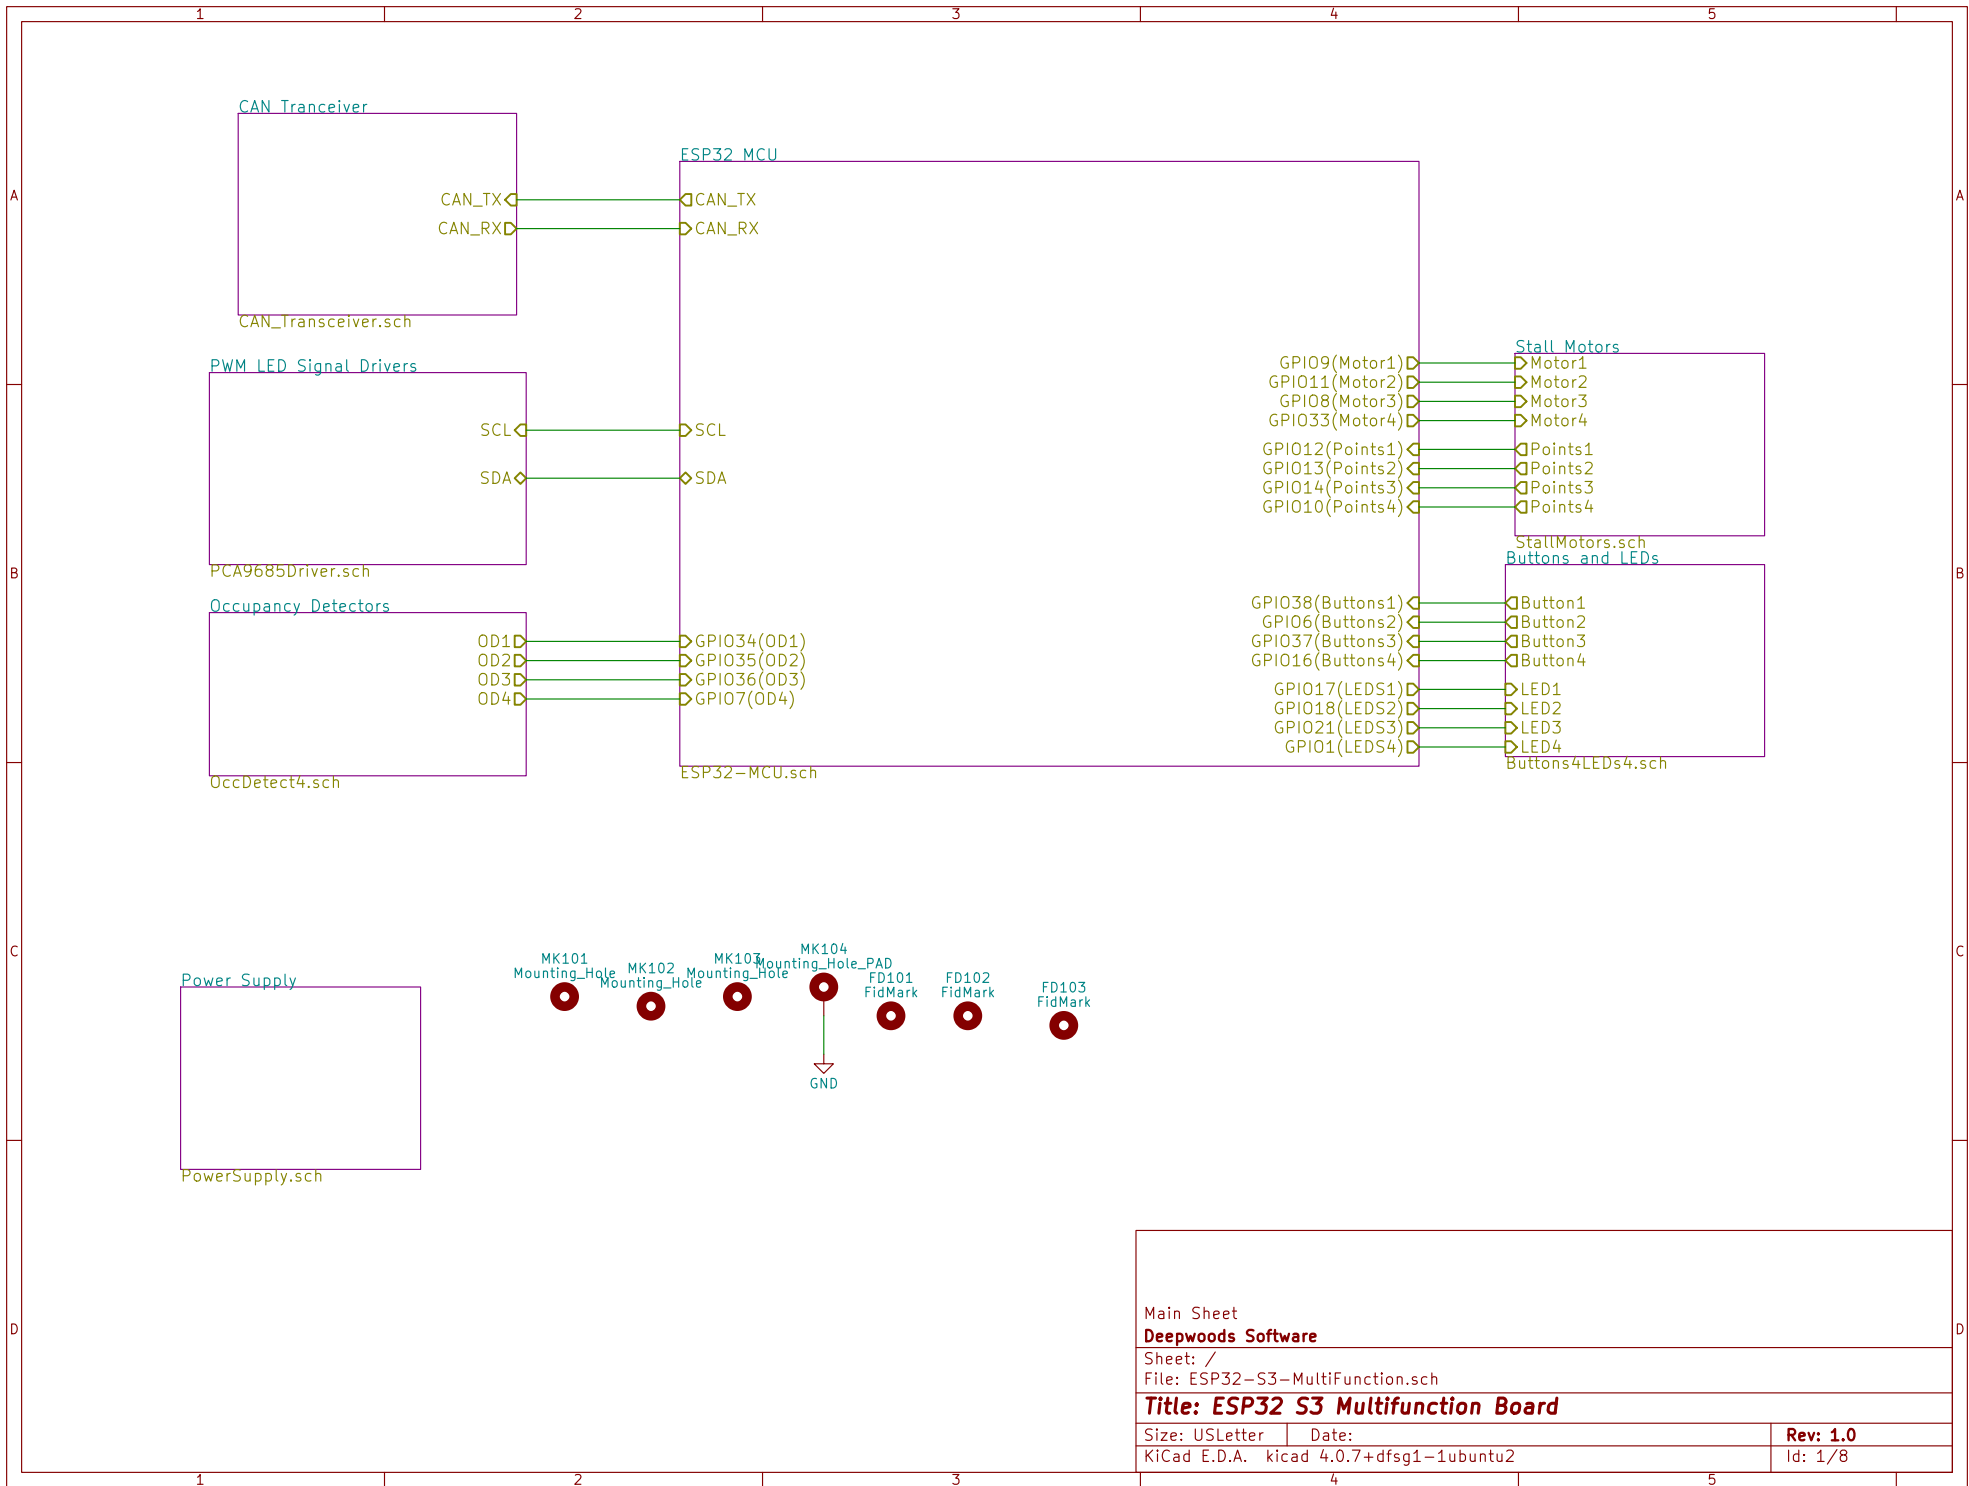 1 2 3 4 5
A A
B B
C C
D D
CAN Tranceiver
CAN_TX
CAN_RX
CAN_Transceiver.sch
PWM LED Signal Drivers
SCL
SDA
PCA9685Driver.sch
Occupancy Detectors
OD1
OD2
OD3
OD4
OccDetect4.sch
ESP32 MCU
CAN_TX
CAN_RX
SCL
SDA
GPIO34(OD1)
GPIO35(OD2)
GPIO36(OD3)
GPIO7(OD4)
GPIO9(Motor1)
GPIO11(Motor2)
GPIO8(Motor3)
GPIO33(Motor4)
GPIO12(Points1)
GPIO13(Points2)
GPIO14(Points3)
GPIO10(Points4)
GPIO38(Buttons1)
GPIO6(Buttons2)
GPIO37(Buttons3)
GPIO16(Buttons4)
GPIO17(LEDS1)
GPIO18(LEDS2)
GPIO21(LEDS3)
GPIO1(LEDS4)
ESP32-MCU.sch
Stall Motors
Motor1
Motor2
Motor3
Motor4
Points1
Points2
Points3
Points4
StallMotors.sch
Buttons and LEDs
Button1
Button2
Button3
Button4
LED1
LED2
LED3
LED4
Buttons4LEDs4.sch
Power Supply
PowerSupply.sch
MK101
Mounting_Hole
MK102
Mounting_Hole
MK103
Mounting_Hole
MK104
Mounting_Hole_PAD
GND
FD101
FidMark
FD102
FidMark
FD103
FidMark
Main Sheet
Deepwoods Software
Sheet: /
File: ESP32-S3-MultiFunction.sch
Title: ESP32 S3 Multifunction Board
Size: USLetter Date: Rev: 1.0
KiCad E.D.A. kicad 4.0.7+dfsg1-1ubuntu2 Id: 1/8
1 2 3 4 5